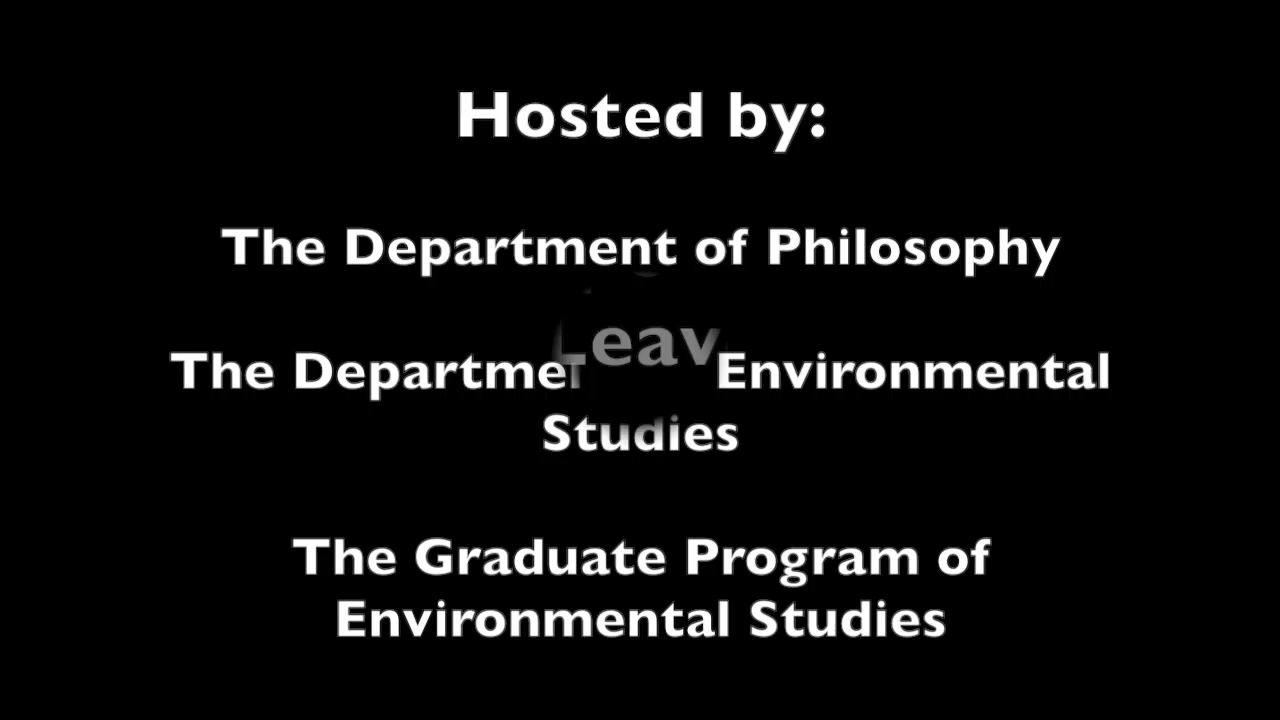 Hosted by:
The Department of Philosophy
Leav
The Departme Environmental
Studies
The Graduate Program of
Environmental Studies